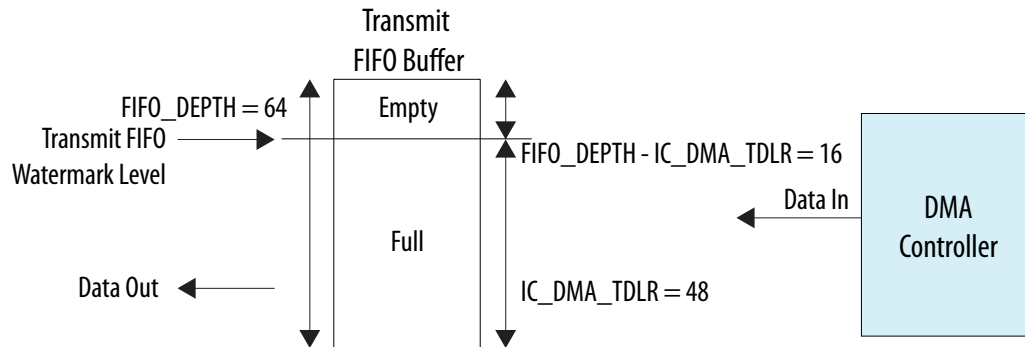 Transmit
FIFO Buffer
FIFO_DEPTH = 64
Empty
Transmit FIFO
Watermark Level
FIFO_DEPTH - IC_DMA_TDLR = 16
Data In
DMA
Controller
Full
Data Out
IC_DMA_TDLR = 48